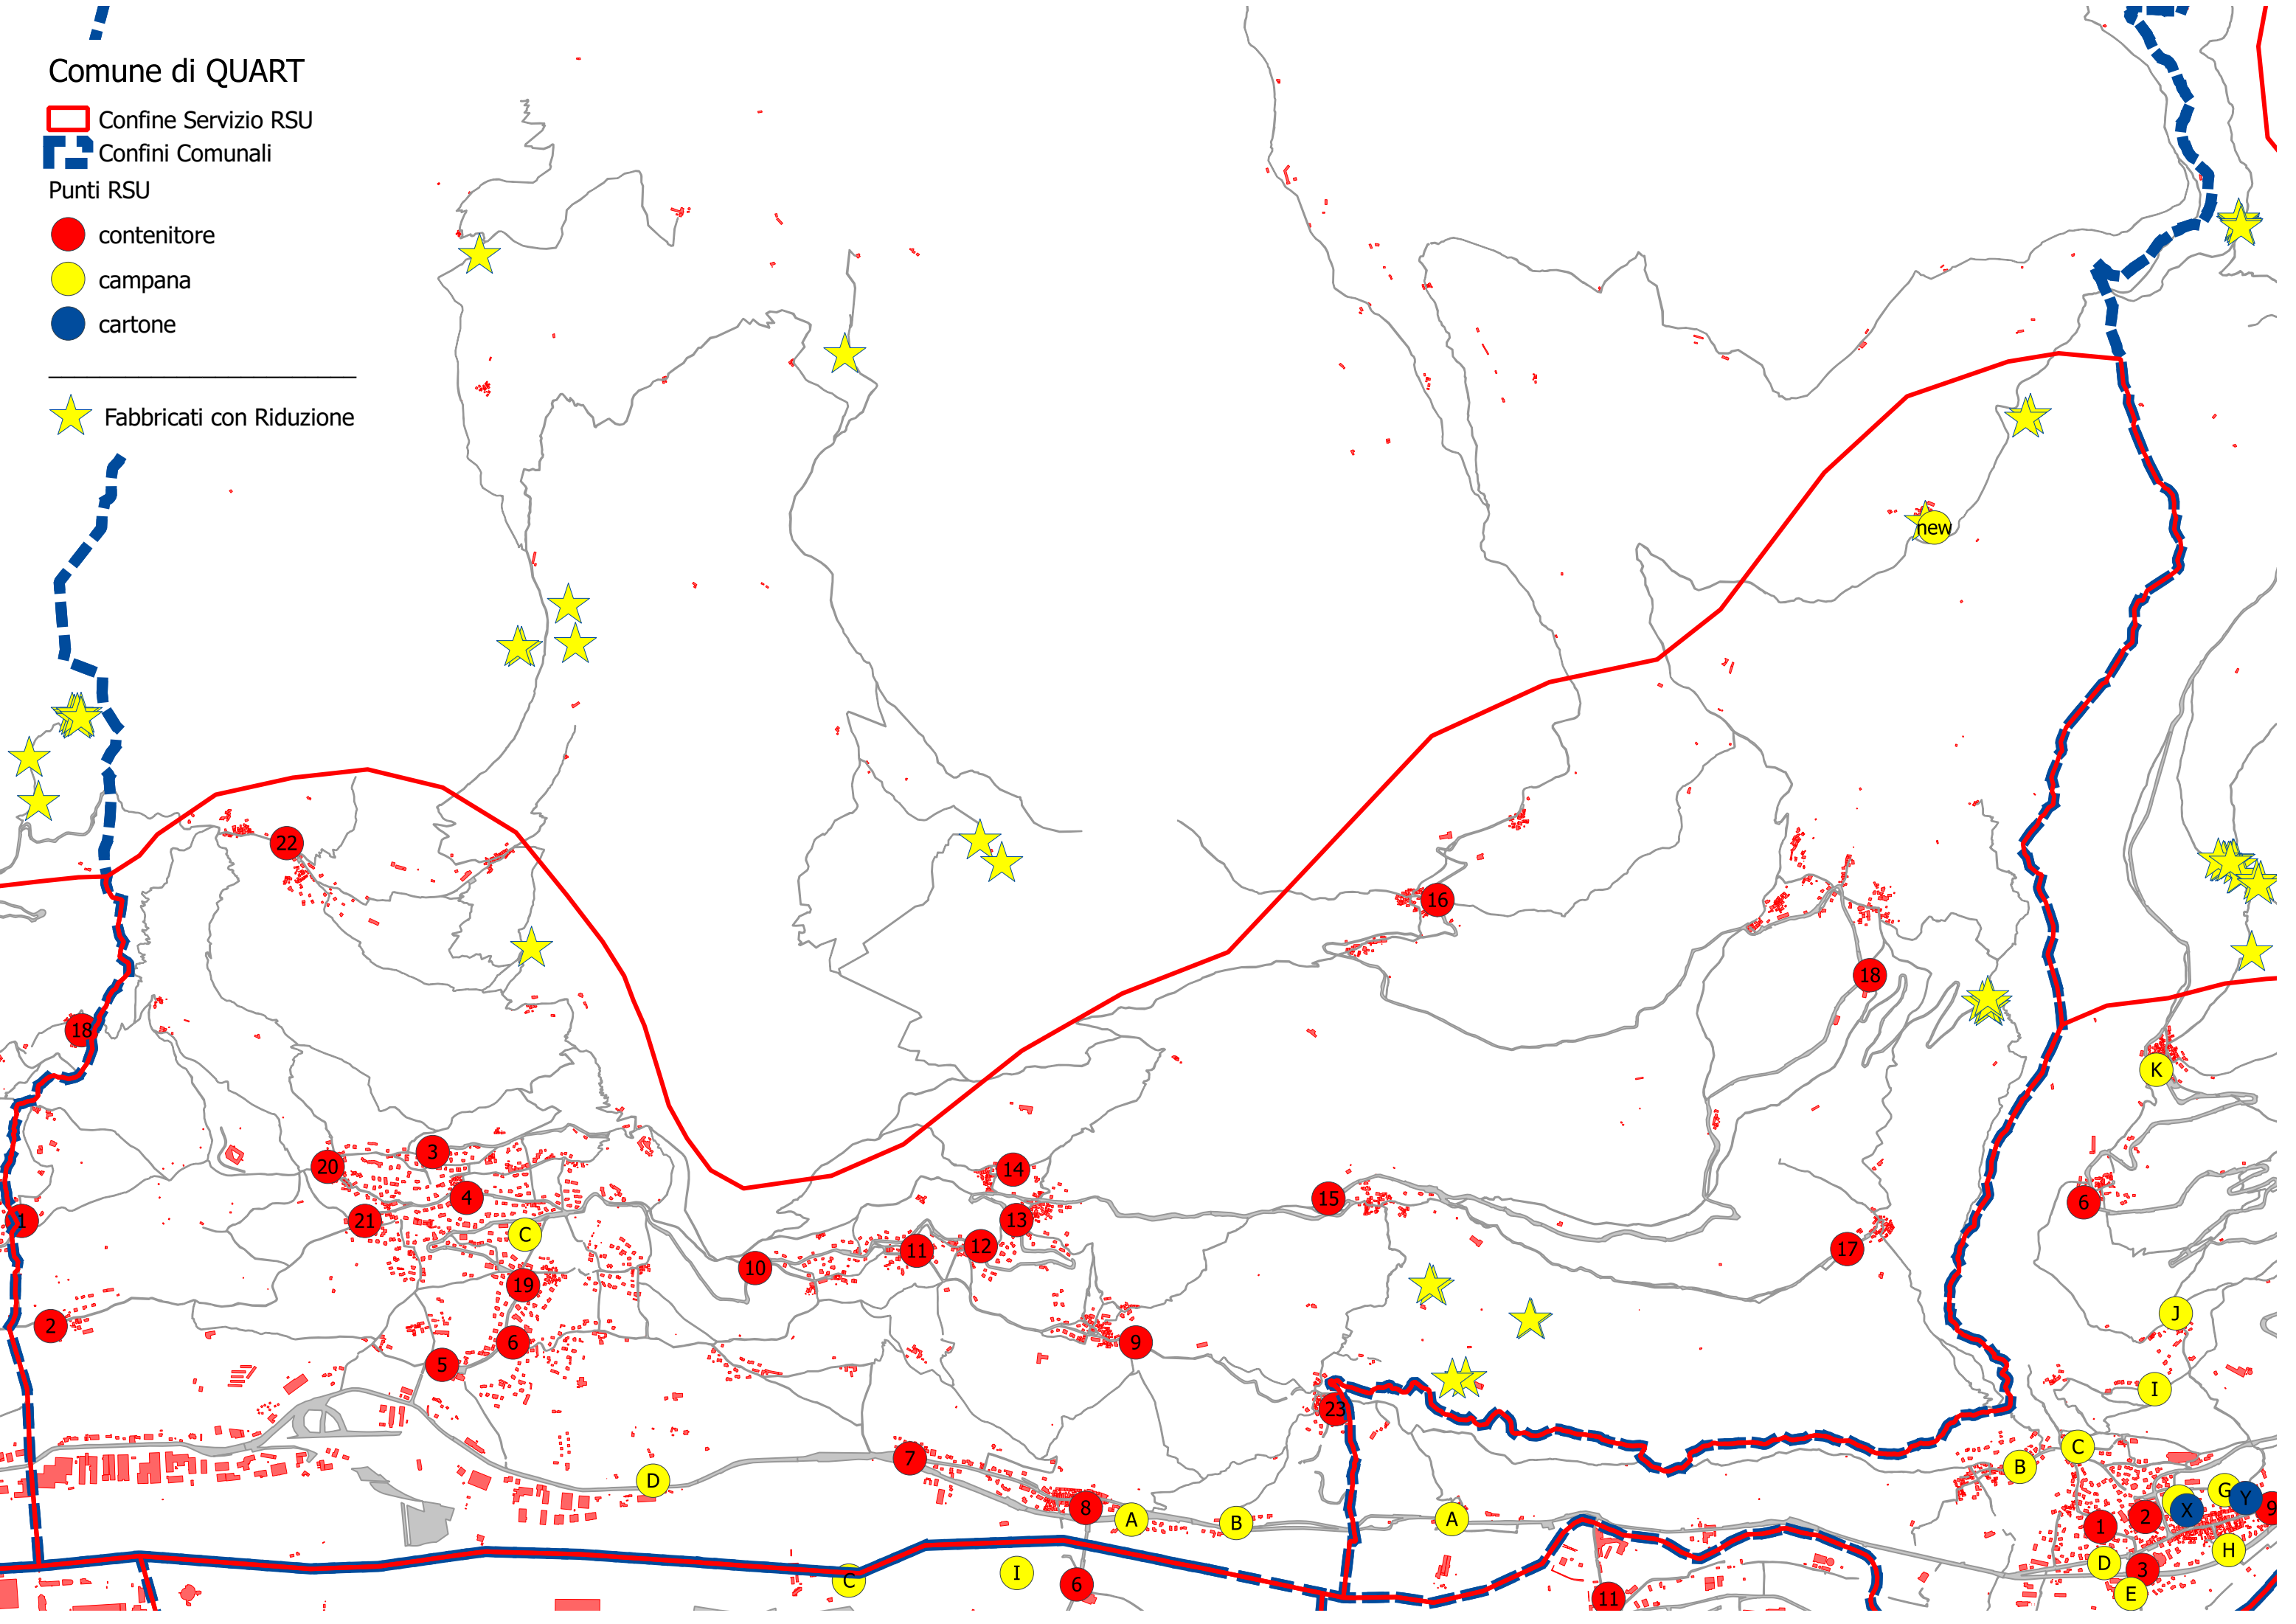 Comune di QUART
Confine Servizio RSU
Confini Comunali
Punti RSU
contenitore
campana
cartone
Fabbricati con Riduzione
new
22
16
18
18
K
20
3
14
4
15
6
1
21
C
13
12
11
10
17
19
J
2
6
9
5
I
23
C
7
B
D
G
Y
8
X
9
A
B
A
2
1
H
D
3
C
I
6
E
11